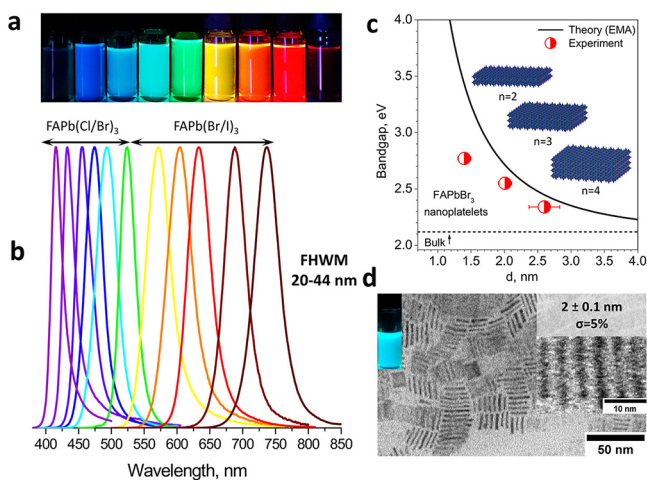 a
FAPb(Cl/Br)3 FAPb(Br/I)3
b
FHWM
20-44 nm
380 400 450 500 550 600 650 700 750 800 850
Wavelength, nm
c
4.0
3.5
3.0
2.5
2.0
Bandgap, eV
Theory (EMA)
Experiment
n=2
n=3
n=4
FAPbBr3
nanoplatelets
Bulk
1.0 1.5 2.0 2.5 3.0 3.5 4.0
d, nm
d
2 ± 0.1 nm
σ=5%
10 nm
50 nm